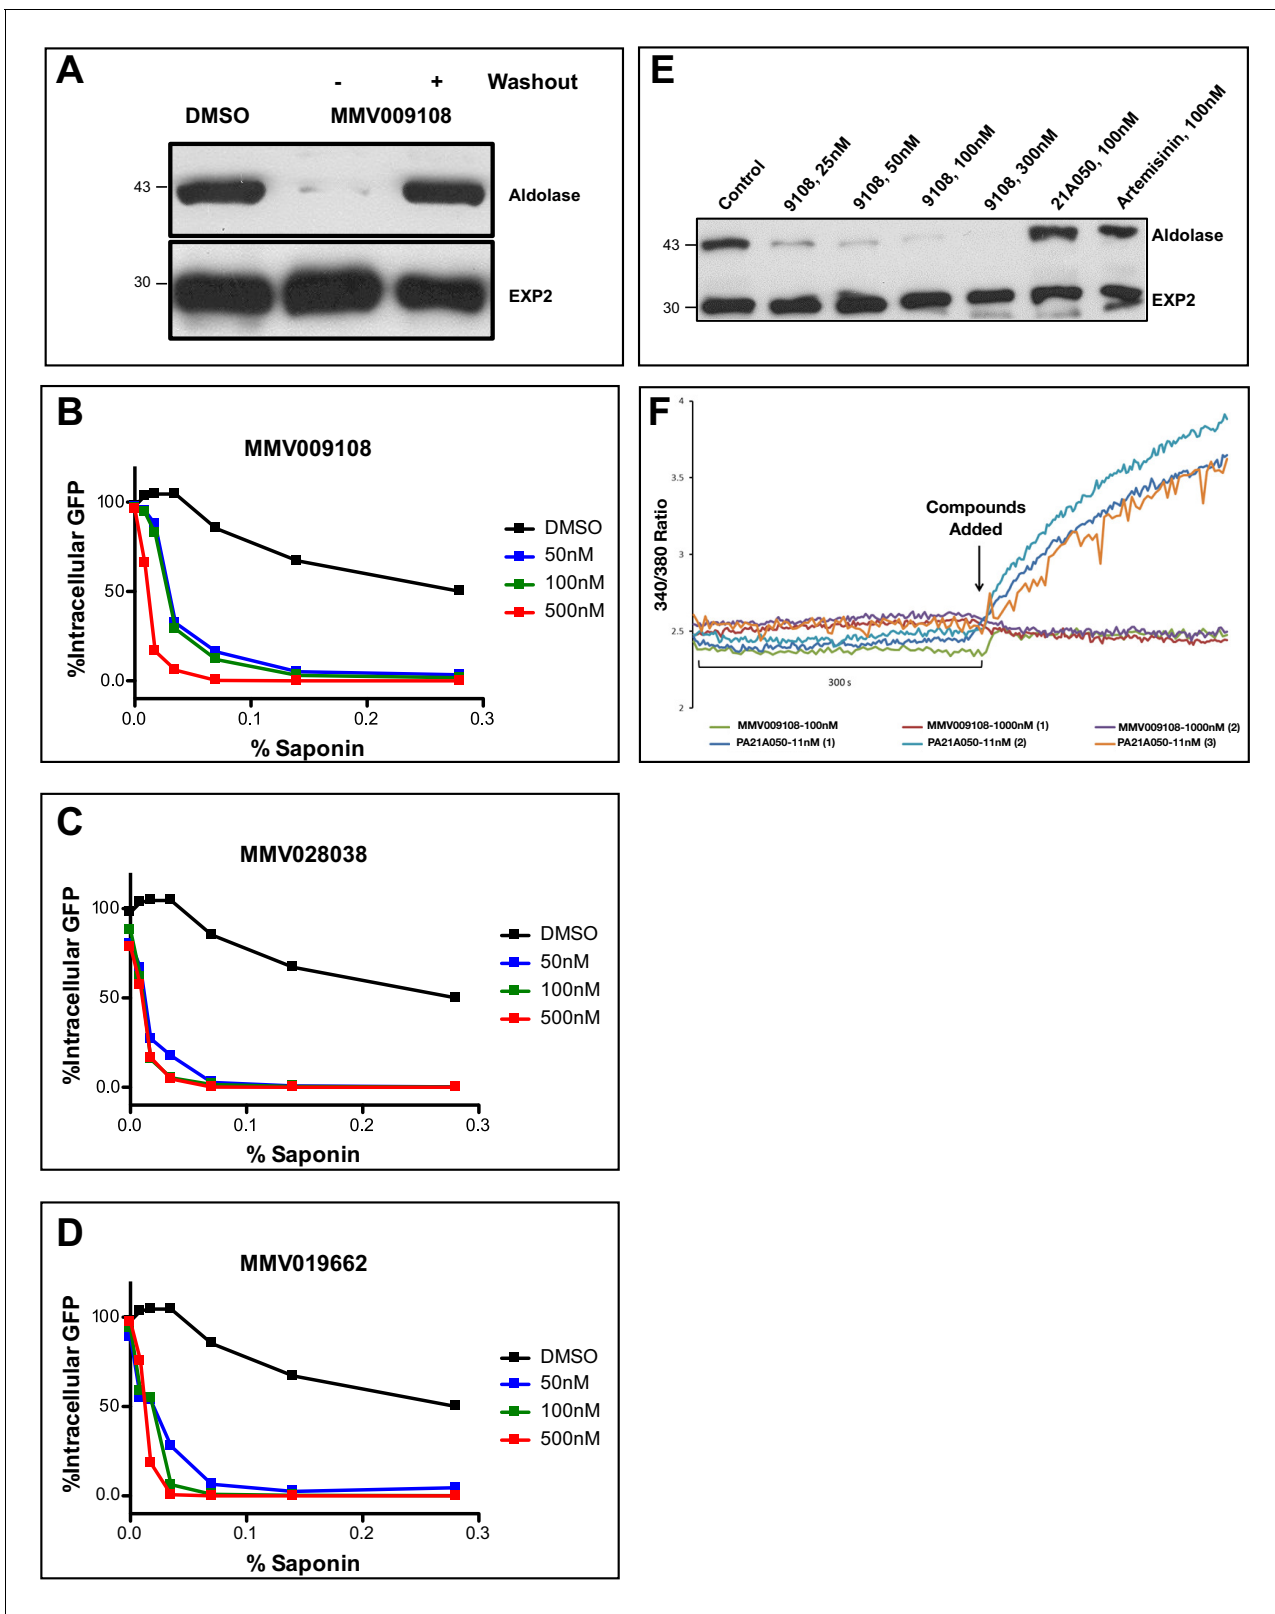 A
- + Washout
DMSO MMV009108
43
Aldolase
30
EXP2
B
MMV009108
%Intracellular GFP
100
50
0.0
0.0 0.1 0.2 0.3
% Saponin
DMSO
50nM
100nM
500nM
C
MMV028038
%Intracellular GFP
100
50
0.0
0.0 0.1 0.2 0.3
% Saponin
DMSO
50nM
100nM
500nM
D
MMV019662
%Intracellular GFP
100
50
0.0
0.0 0.1 0.2 0.3
% Saponin
DMSO
50nM
100nM
500nM
E
Control
9108, 25nM
9108, 50nM
9108, 100nM
9108, 300nM
21A050, 100nM
Artemisinin, 100nM
43
Aldolase
30
EXP2
F
340/380 Ratio
4
3.5
3
2.5
2
Compounds
Added
300 s
MMV009108-100nM MMV009108-1000nM (1) MMV009108-1000nM (2)
PA21A050-11nM (1) PA21A050-11nM (2) PA21A050-11nM (3)